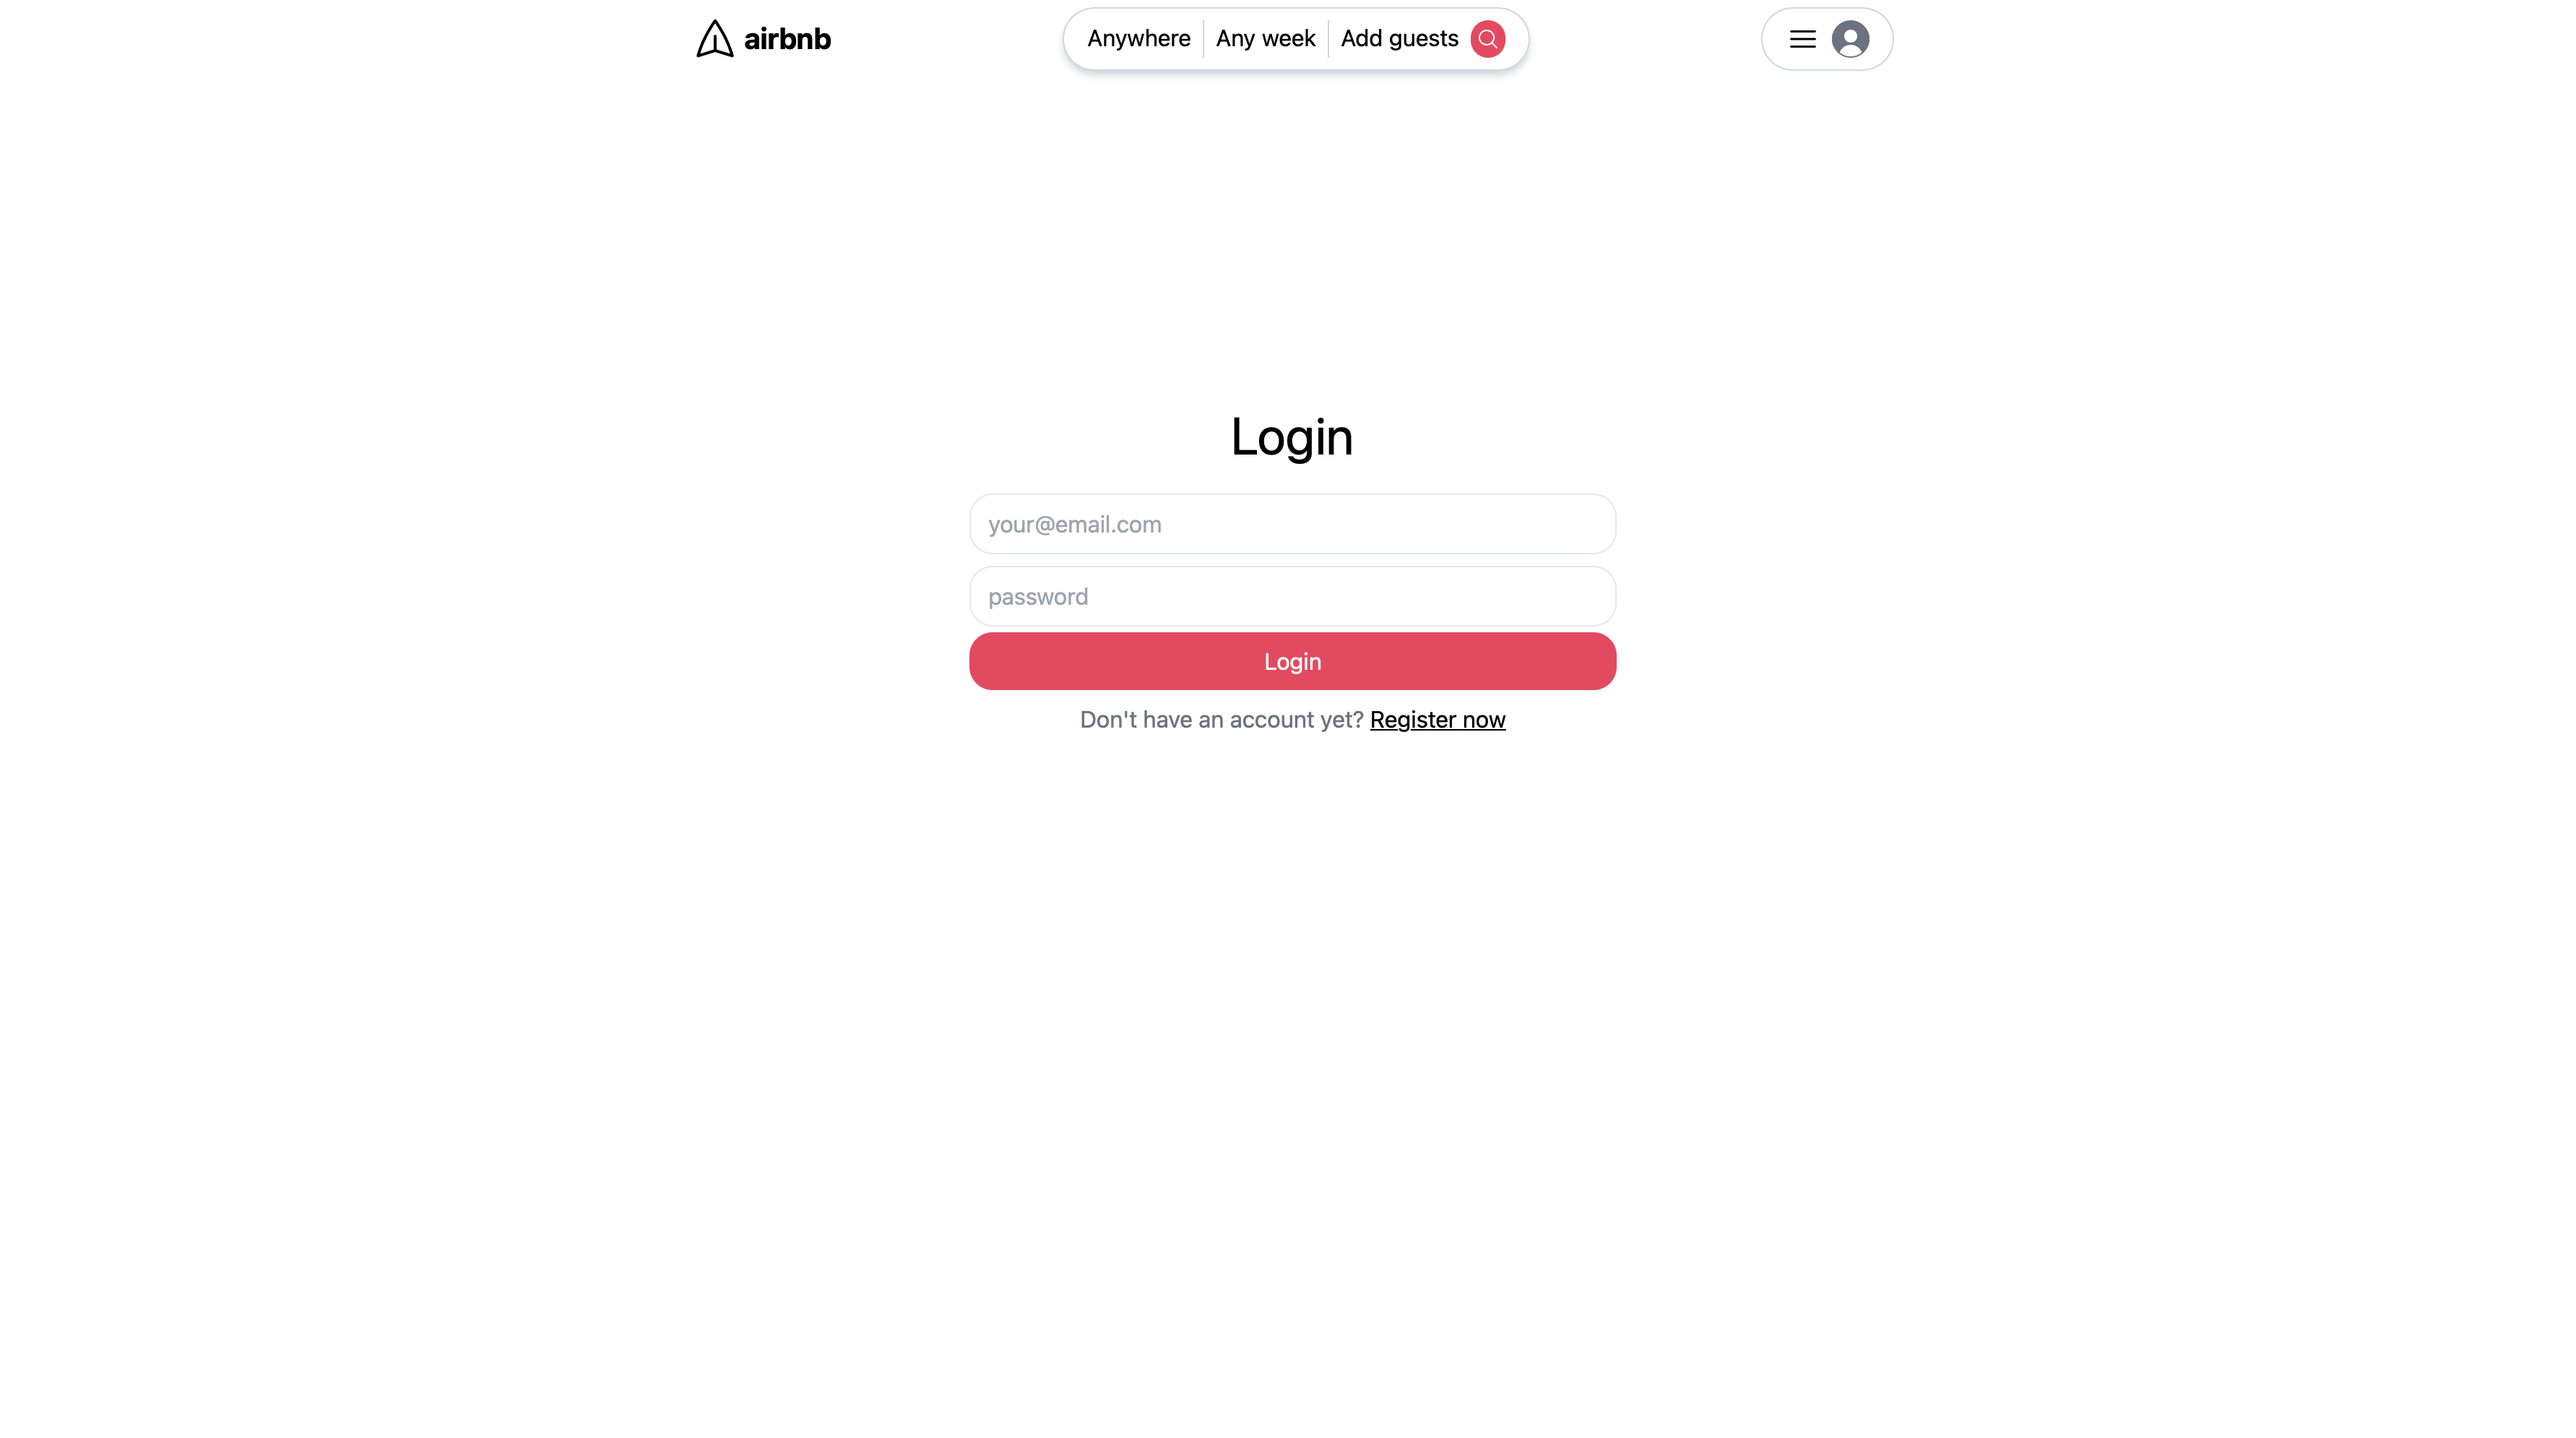 airbnb
Anywhere Any week Add guests
Login
your@email.com
password
Login
Don't have an account yet? Register now